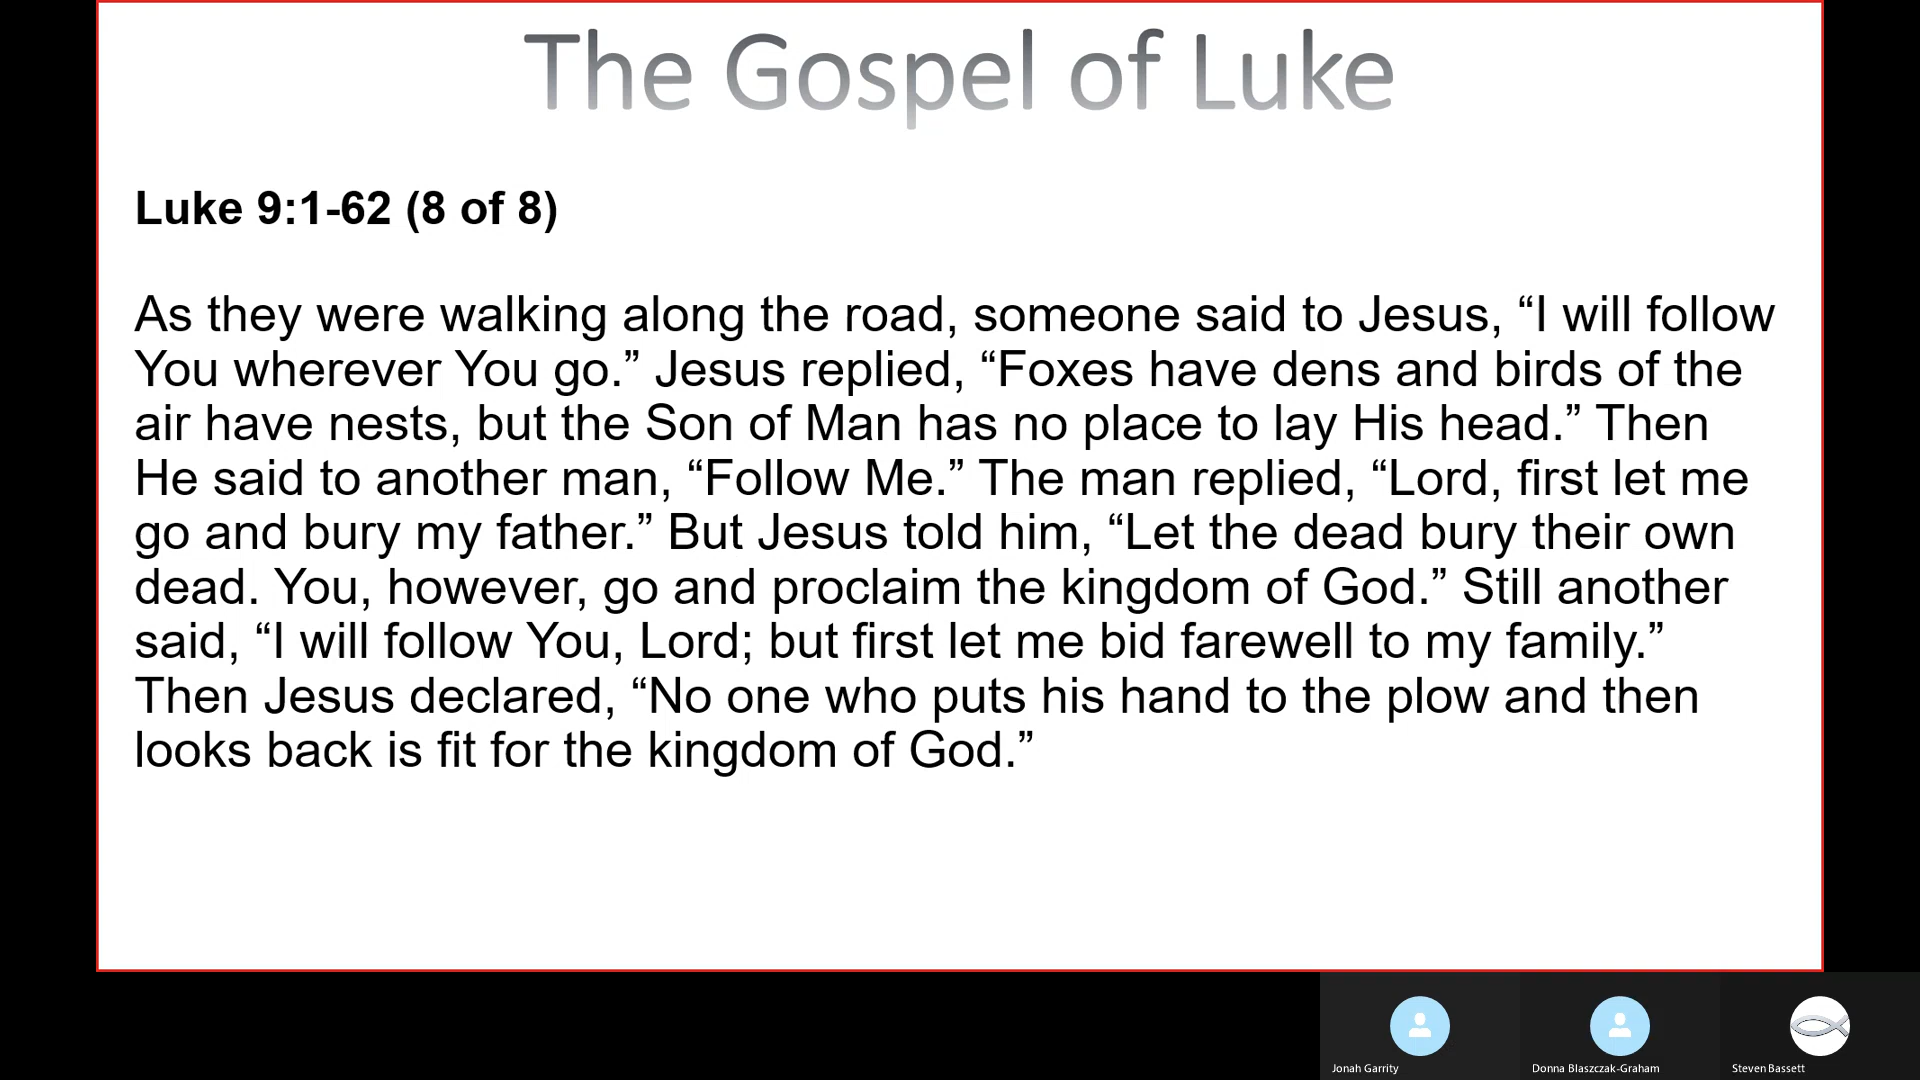 The Gospel of Luke
Luke 9:1-62 (8 of 8)
As they were walking along the road, someone said to Jesus, “I will follow
You wherever You go.” Jesus replied, “Foxes have dens and birds of the
air have nests, but the Son of Man has no place to lay His head.” Then
He said to another man, “Follow Me.” The man replied, “Lord, first let me
go and bury my father.” But Jesus told him, “Let the dead bury their own
dead. You, however, go and proclaim the kingdom of God.” Still another
said, “I will follow You, Lord; but first let me bid farewell to my family.”
Then Jesus declared, “No one who puts his hand to the plow and then
looks back is fit for the kingdom of God.”
Jonah Garrity
Donna Blaszczak-Graham
Steven Bassett